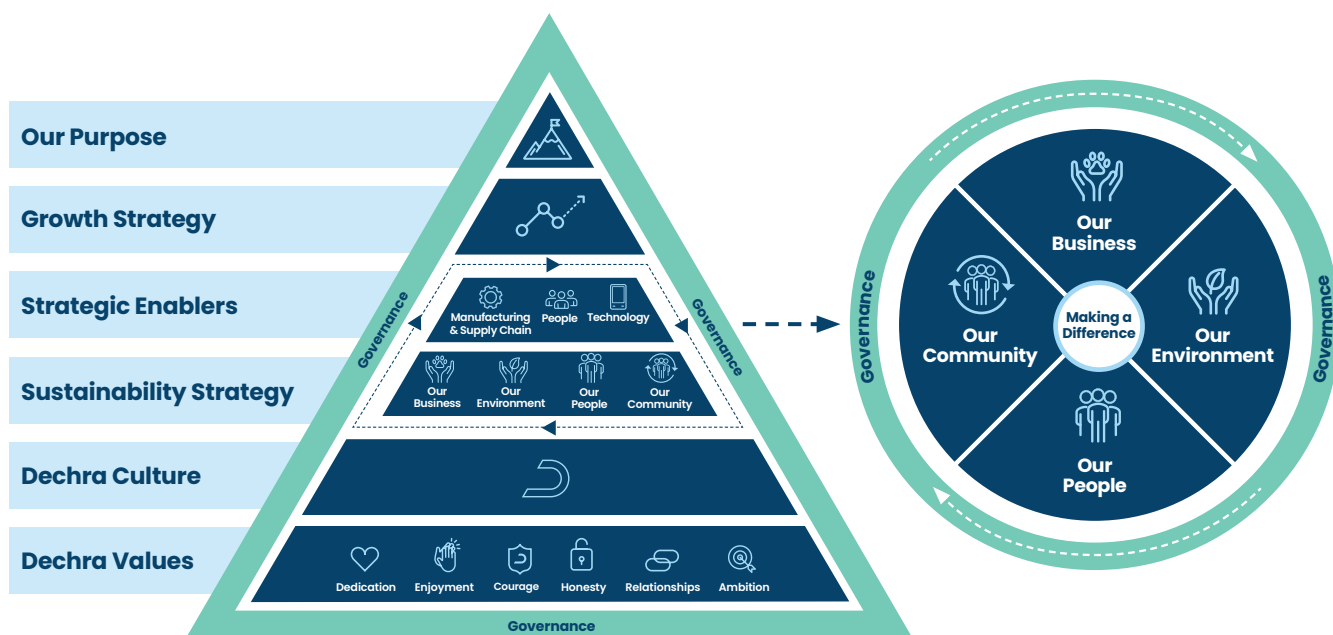 Our Purpose
Growth Strategy
Strategic Enablers
Sustainability Strategy
Dechra Culture
Dechra Values
Governance
Governance
Manufacturing
& Supply Chain
People
Technology
Our
Business
Our
Environment
Our
People
Our
Community
Dedication
Enjoyment
Courage
Honesty
Relationships
Ambition
Governance
Governance
Governance
Our
Business
Our
Community
Making a
Difference
Our
Environment
Our
People